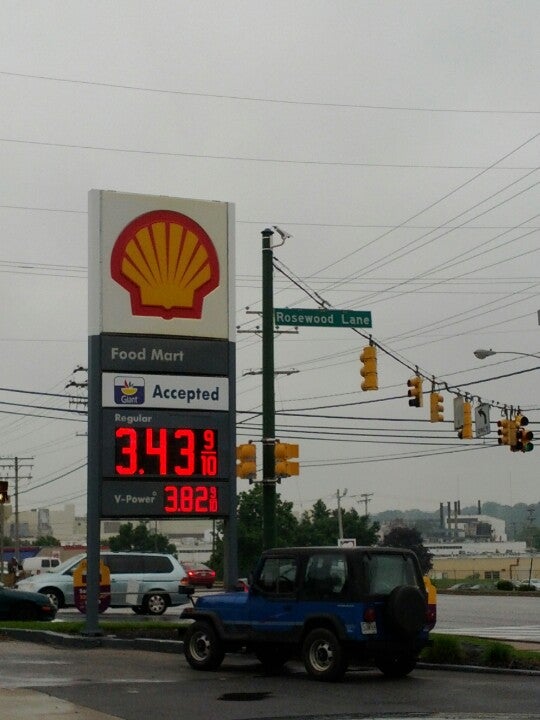 Rosewood Lane
Food Mart
Giant Accepted
Regular
3.43 9/10
V-Power 3.82 9/10